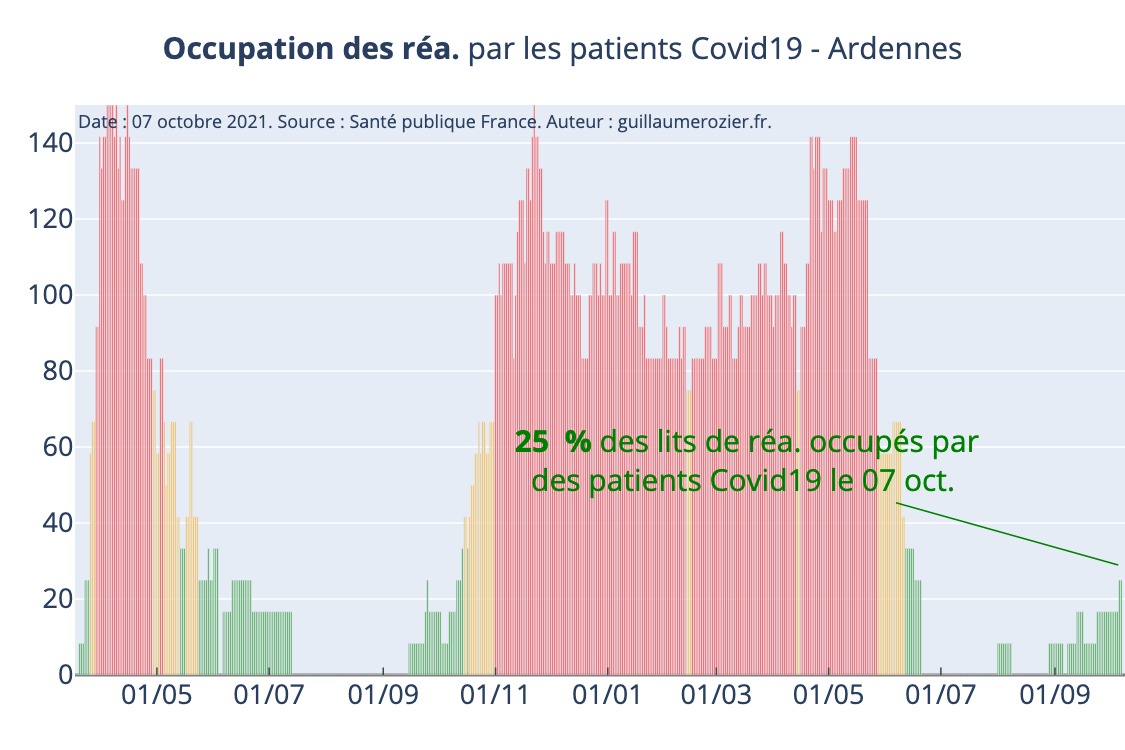 Occupation des réa. par les patients Covid19 - Ardennes
Date : 07 octobre 2021. Source : Santé publique France. Auteur : guillaumerozier.fr.
140
120
100
80
60
40
20
0
25 % des lits de réa. occupés par
des patients Covid19 le 07 oct.
01/05 01/07 01/09 01/11 01/01 01/03 01/05 01/07 01/09